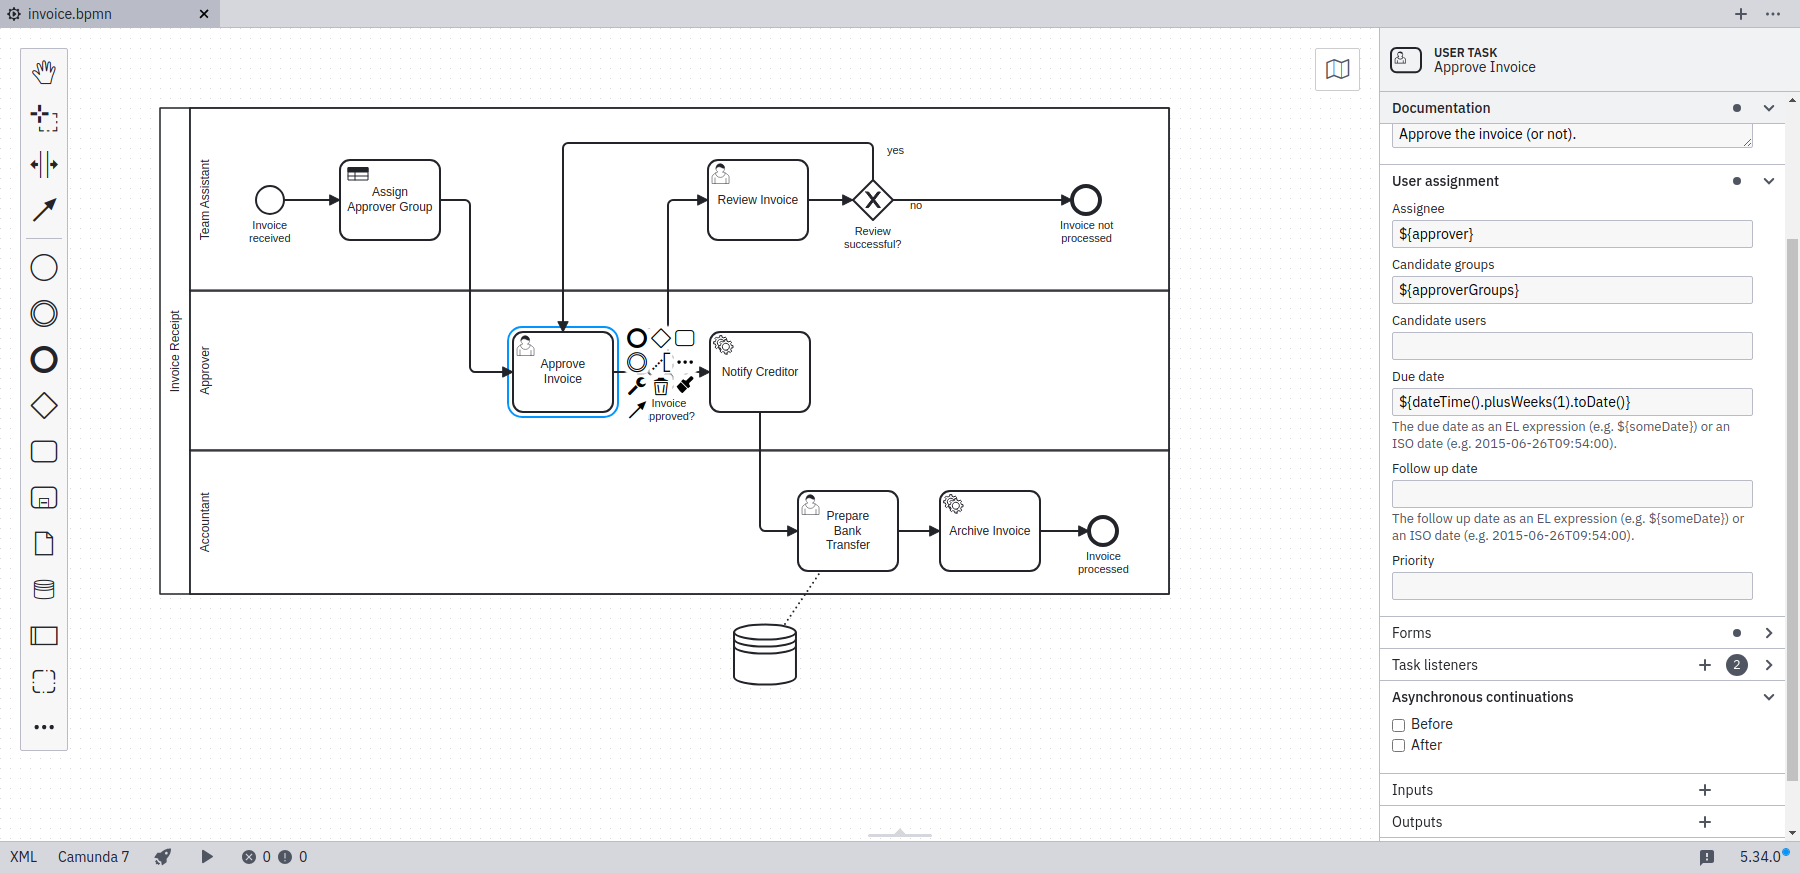 invoice.bpmn
USER TASK
Approve Invoice
Documentation
Approve the invoice (or not).
User assignment
Assignee
${approver}
Candidate groups
${approverGroups}
Candidate users
Due date
${dateTime().plusWeeks(1).toDate()}
The due date as an EL expression (e.g. ${someDate}) or an
ISO date (e.g. 2015-06-26T09:54:00).
Follow up date
The follow up date as an EL expression (e.g. ${someDate}) or
an ISO date (e.g. 2015-06-26T09:54:00).
Priority
Forms
Task listeners
2
Asynchronous continuations
Before
After
Inputs
Outputs
Invoice Receipt
Team Assistant
Invoice
received
Assign
Approver Group
Review Invoice
yes
no
Review
successful?
Invoice not
processed
Approver
Approve
Invoice
Invoice
pproved?
Notify Creditor
Accountant
Prepare
Bank
Transfer
Archive Invoice
Invoice
processed
XML
Camunda 7
0
0
5.34.0